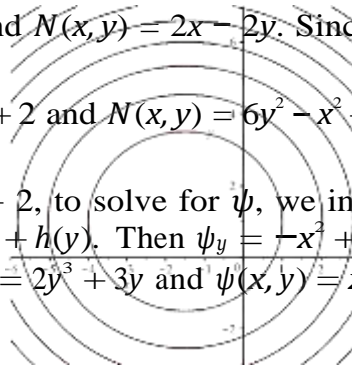 nd N(x, y) = 2x − 2y. Sinc
+ 2 and N(x, y) = 6y² − x²
2, to solve for ψ, we in
+ h(y). Then ψ_y = −x² +
= 2y³ + 3y and ψ(x, y) =